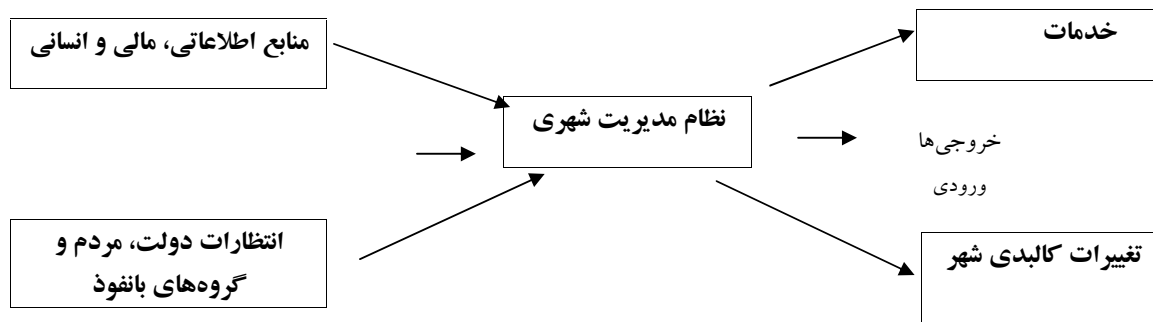 خدمات
منابع اطلاعاتی، مالی و انسانی
نظام مدیریت شهری
خروجی‌ها
ورودی
انتظارات دولت، مردم و
گروه‌های بانفوذ
تغییرات کالبدی شهر